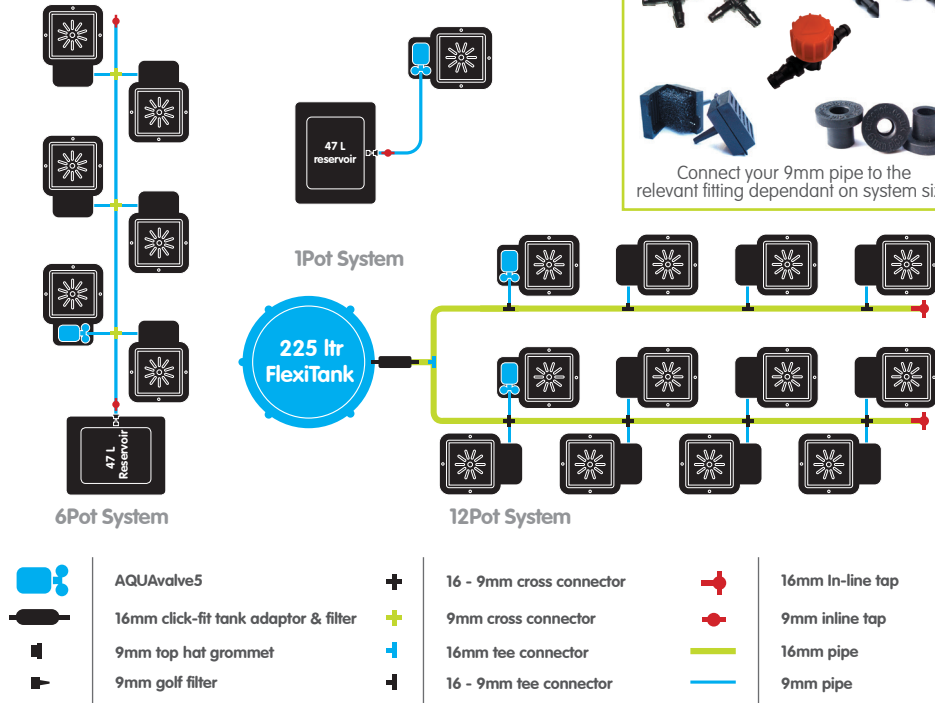 Connect your 9mm pipe to the
relevant fitting dependant on system
47 L
reservoir
1Pot System
225 ltr
FlexiTank
47 L
Reservoir
6Pot System
12Pot System
AQUAvalve5
16mm click-fit tank adaptor & filter
9mm top hat grommet
9mm golf filter
16 - 9mm cross connector
9mm cross connector
16mm tee connector
16 - 9mm tee connector
16mm In-line tap
9mm inline tap
16mm pipe
9mm pipe